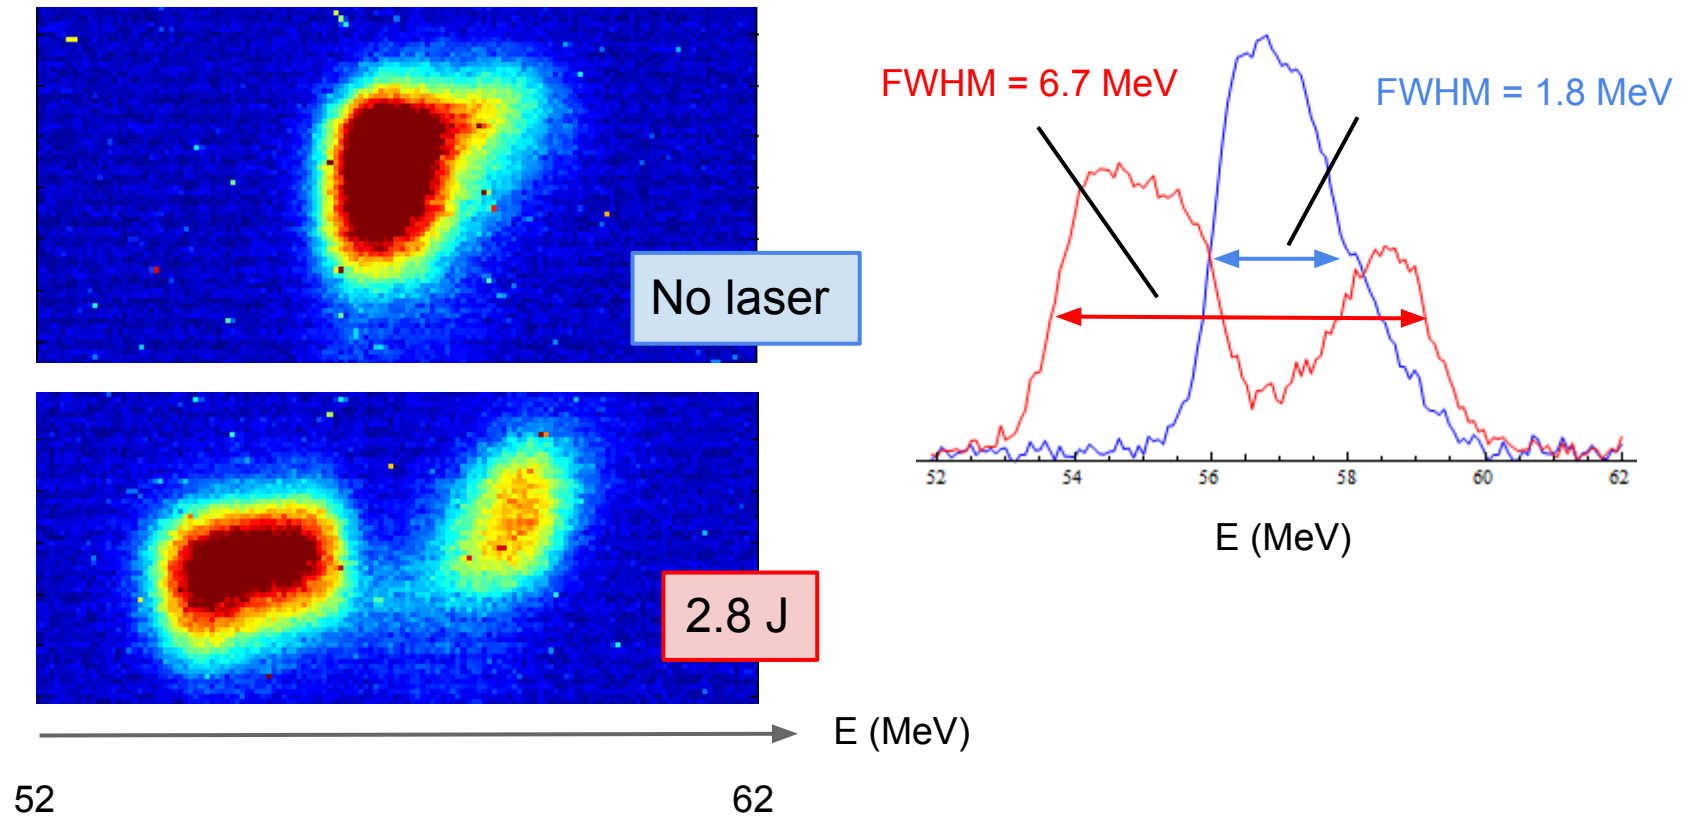 FWHM = 6.7 MeV
FWHM = 1.8 MeV
No laser
52 54 56 58 60 62
E (MeV)
2.8 J
E (MeV)
52 62